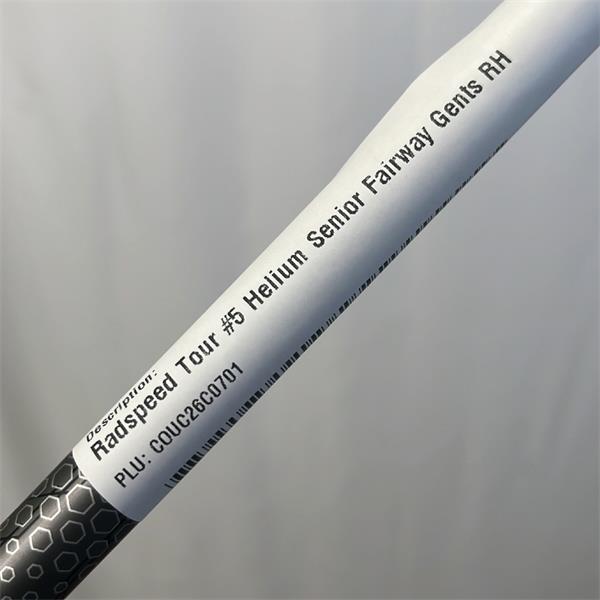 Description:
Radspeed Tour #5 Helium Senior Fairway Gents RH
PLU: COUC26C0701